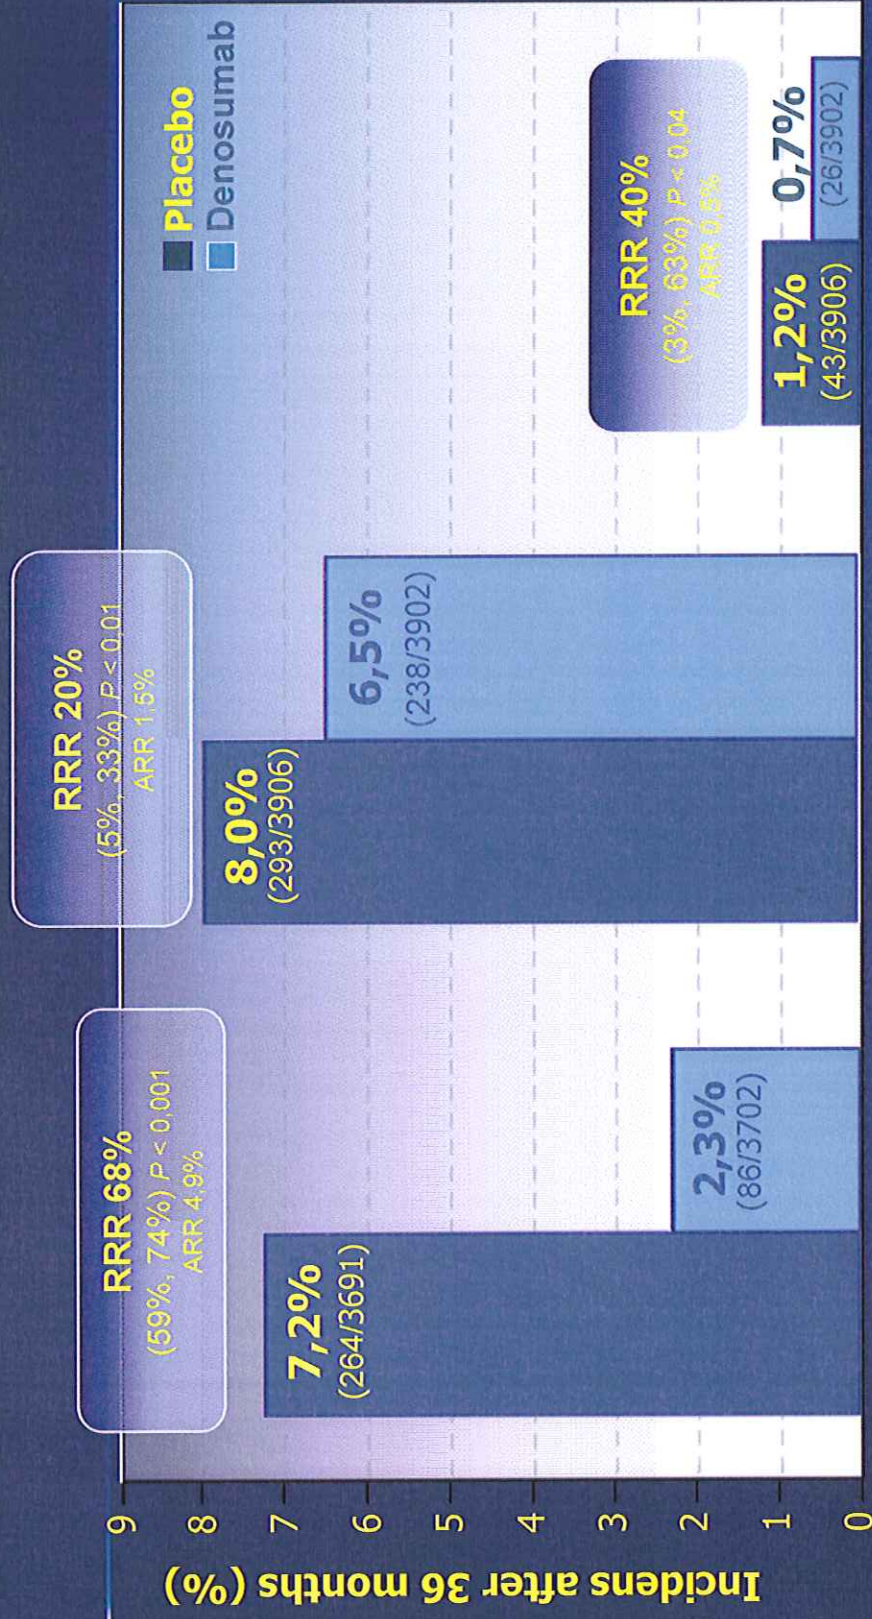 Incidens after 36 months (%)
9
8
7
6
5
4
3
2
1
0
RRR 68%
(59%, 74%) P < 0,001
ARR 4,9%
7,2%
(264/3691)
2,3%
(86/3702)
RRR 20%
(5%, 33%) P < 0,01
ARR 1,5%
8,0%
(293/3906)
6,5%
(238/3902)
Placebo
Denosumab
RRR 40%
(3%, 63%) P < 0,04
ARR 0,5%
1,2%
(43/3906)
0,7%
(26/3902)